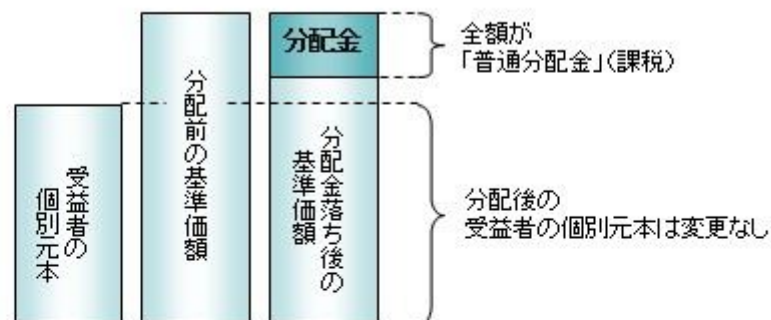 受益者の
個別元本
分配前の基準価額
分配金
分配金落ち後の
基準価額
全額が
「普通分配金」(課税)
分配後の
受益者の個別元本は変更なし